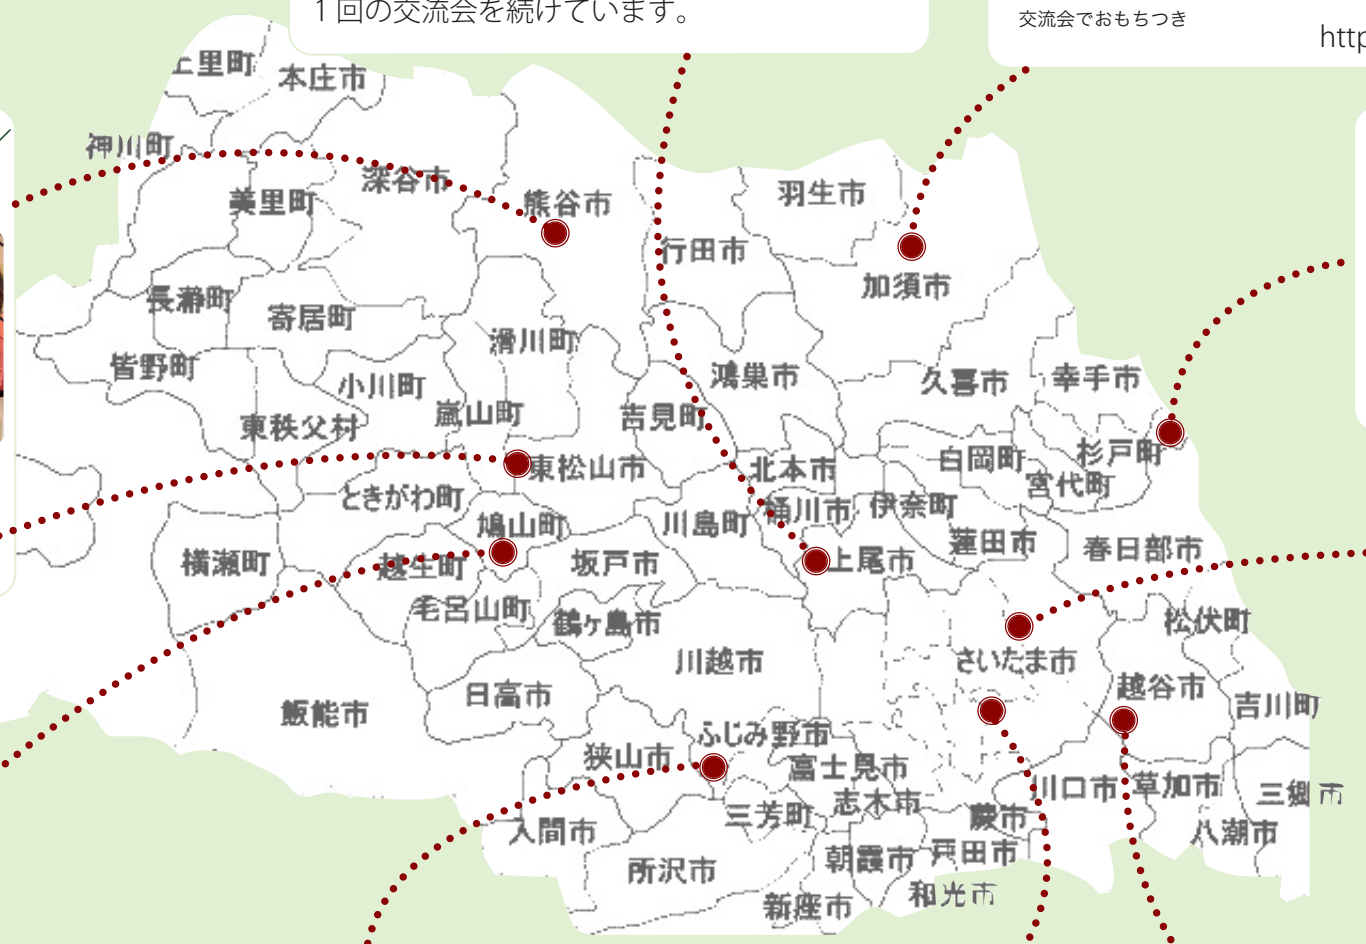 1回の交流会を続けています。
交流会でおもちつき
http
上里町
本庄市
神川町
深谷市
美里町
熊谷市
羽生市
行田市
加須市
長瀞町
寄居町
滑川町
皆野町
小川町
鴻巣市
久喜市
幸手市
嵐山町
吉見町
東秩父村
杉戸町
白岡町
東松山市
北本市
宮代町
ときがわ町
桶川市
伊奈町
鳩山町
川島町
蓮田市
春日部市
横瀬町
越生町
坂戸市
上尾市
毛呂山町
鶴ヶ島市
松伏町
川越市
さいたま市
越谷市
日高市
吉川町
飯能市
ふじみ野市
狭山市
富士見市
川口市
草加市
三郷市
志木市
三芳町
蕨市
入間市
八潮市
朝霞市
戸田市
所沢市
和光市
新座市